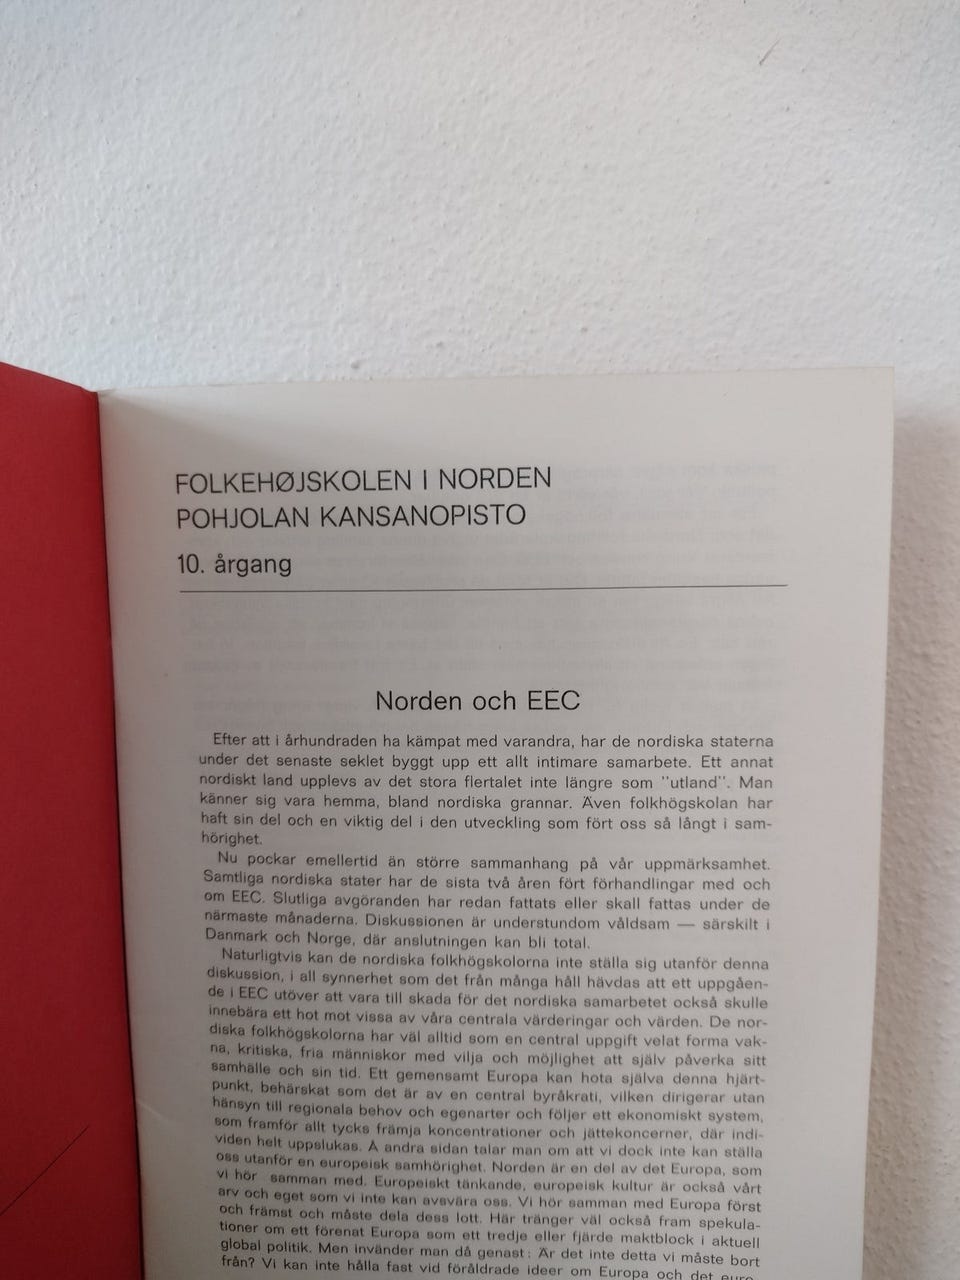 FOLKEHØJSKOLEN I NORDEN
POHJOLAN KANSANOPISTO
10. årgang
Norden och EEC
Efter att i århundraden ha kämpat med varandra, har de nordiska staterna
under det senaste seklet byggt upp ett allt intimare samarbete. Ett annat
nordiskt land upplevs av det stora flertalet inte längre som "utland". Man
känner sig vara hemma, bland nordiska grannar. Även folkhögskolan har
haft sin del och en viktig del i den utveckling som fört oss så långt i sam-
hörighet.
Nu pockar emellertid än större sammanhang på vår uppmärksamhet.
Samtliga nordiska stater har de sista två åren fört förhandlingar med och
om EEC. Slutliga avgöranden har redan fattats eller skall fattas under de
närmaste månaderna. Diskussionen är understundom våldsam — särskilt i
Danmark och Norge, där anslutningen kan bli total.
Naturligtvis kan de nordiska folkhögskolorna inte ställa sig utanför denna
diskussion, i all synnerhet som det från många håll hävdas att ett uppgåen-
de i EEC utöver att vara till skada för det nordiska samarbetet också skulle
innebära ett hot mot vissa av våra centrala värderingar och värden. De nor-
diska folkhögskolorna har väl alltid som en central uppgift velat forma vak-
na, kritiska, fria människor med vilja och möjlighet att själv påverka sitt
samhälle och sin tid. Ett gemensamt Europa kan hota själva denna hjärt-
punkt, behärskat som det är av en central byråkrati, vilken dirigerar utan
hänsyn till regionala behov och egenarter och följer ett ekonomiskt system,
som framför allt tycks främja koncentrationer och jättekoncerner, där indi-
viden helt uppslukas. Å andra sidan talar man om att vi dock inte kan ställa
oss utanför en europeisk samhörighet. Norden är en del av det Europa, som
vi hör samman med. Europeiskt tänkande, europeisk kultur är också vårt
arv och eget som vi inte kan avsvära oss. Vi hör samman med Europa först
och främst och måste dela dess lott. Här tränger väl också fram spekula-
tioner om ett förenat Europa som ett tredje eller fjärde maktblock i aktuell
global politik. Men invänder man då genast: Är det inte detta vi måste bort
från? Vi kan inte hålla fast vid föråldrade ideer om Europa och det euro